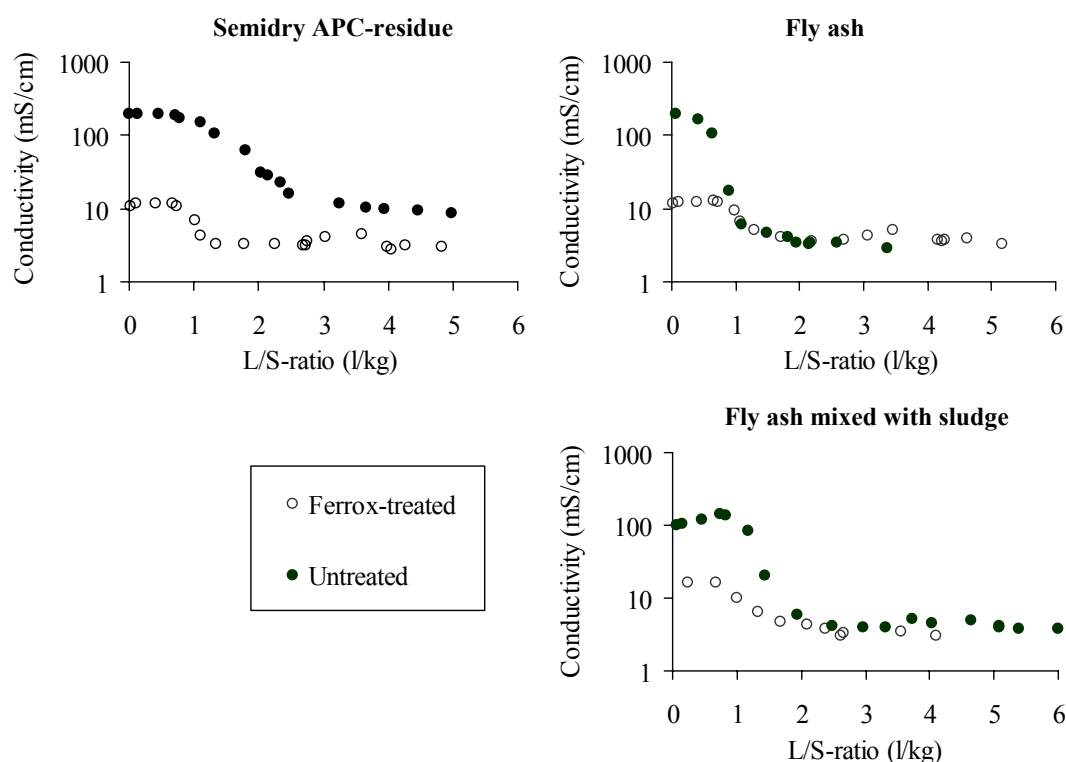 Semidry APC-residue
1000
100
10
1
Conductivity (mS/cm)
0 1 2 3 4 5 6
L/S-ratio (l/kg)
Fly ash
1000
100
10
1
Conductivity (mS/cm)
0 1 2 3 4 5 6
L/S-ratio (l/kg)
Ferrox-treated
Untreated
Fly ash mixed with sludge
1000
100
10
1
Conductivity (mS/cm)
0 1 2 3 4 5 6
L/S-ratio (l/kg)